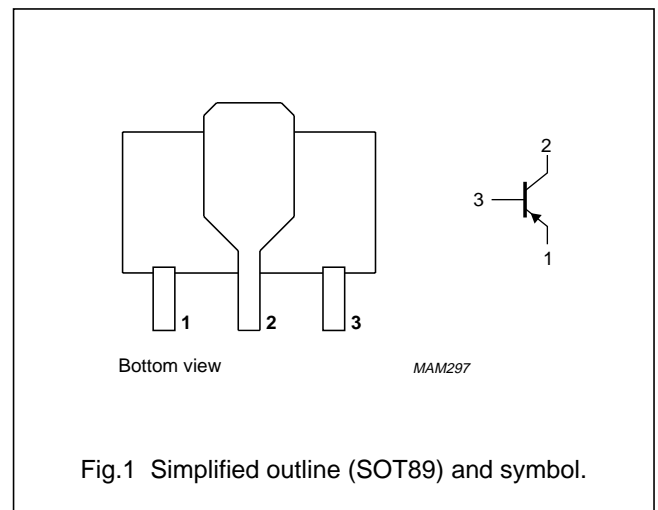 2
3
1
1 2 3
Bottom view MAM297
Fig.1 Simplified outline (SOT89) and symbol.